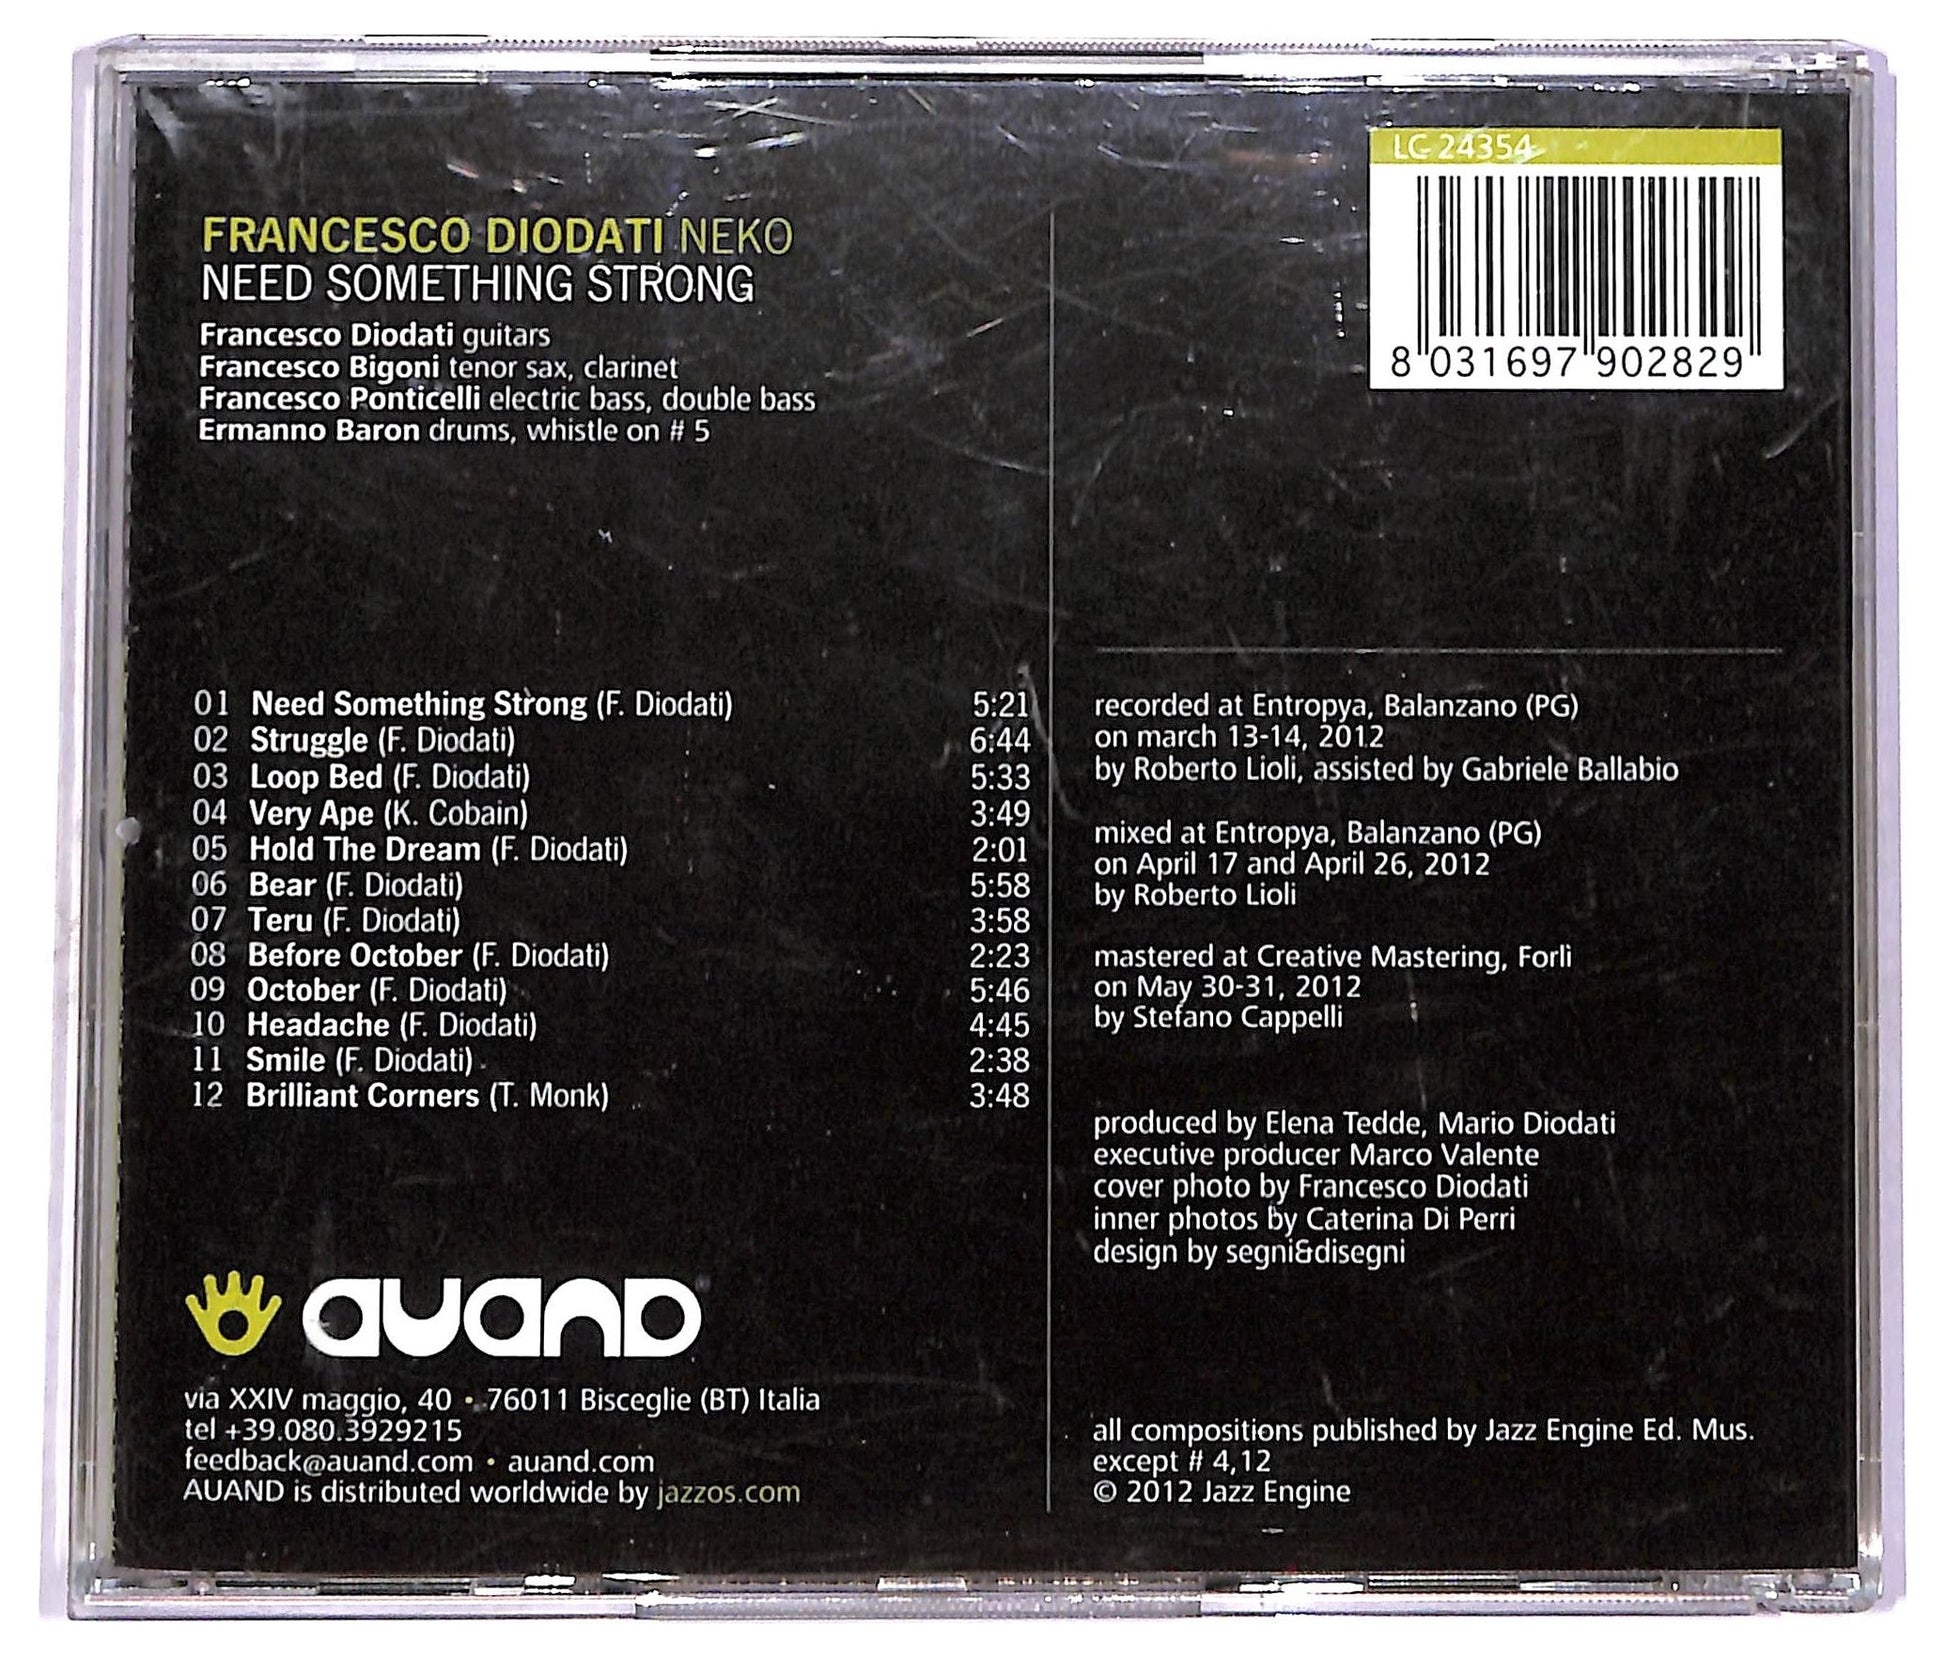 FRANCESCO DIODATI NEKO
NEED SOMETHING STRONG
Francesco Diodati guitars
Francesco Bigoni tenor sax, clarinet
Francesco Ponticelli electric bass, double bass
Ermanno Baron drums, whistle on # 5
01 Need Something Strong (F. Diodati) 5:21
02 Struggle (F. Diodati) 6:44
03 Loop Bed (F. Diodati) 5:33
04 Very Ape (K. Cobain) 3:49
05 Hold The Dream (F. Diodati) 2:01
06 Bear (F. Diodati) 5:58
07 Teru (F. Diodati) 3:58
08 Before October (F. Diodati) 2:23
09 October (F. Diodati) 5:46
10 Headache (F. Diodati) 4:45
11 Smile (F. Diodati) 2:38
12 Brilliant Corners (T. Monk) 3:48
AUAND
via XXIV maggio, 40 • 76011 Bisceglie (BT) Italia
tel +39.080.3929215
feedback@auand.com • auand.com
AUAND is distributed worldwide by jazzos.com
LC 24354
8 031697 902829
recorded at Entropya, Balanzano (PG)
on march 13-14, 2012
by Roberto Lioli, assisted by Gabriele Ballabio
mixed at Entropya, Balanzano (PG)
on April 17 and April 26, 2012
by Roberto Lioli
mastered at Creative Mastering, Forlì
on May 30-31, 2012
by Stefano Cappelli
produced by Elena Tedde, Mario Diodati
executive producer Marco Valente
cover photo by Francesco Diodati
inner photos by Caterina Di Perri
design by segni&disegni
all compositions published by Jazz Engine Ed. Mus.
except # 4,12
© 2012 Jazz Engine